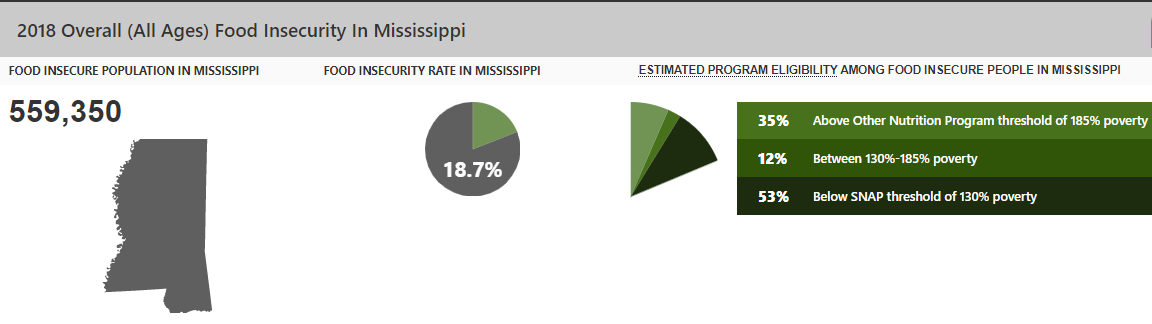 2018 Overall (All Ages) Food Insecurity In Mississippi
FOOD INSECURE POPULATION IN MISSISSIPPI
FOOD INSECURITY RATE IN MISSISSIPPI
ESTIMATED PROGRAM ELIGIBILITY AMONG FOOD INSECURE PEOPLE IN MISSISSIPPI
559,350
18.7%
35% Above Other Nutrition Program threshold of 185% poverty
12% Between 130%-185% poverty
53% Below SNAP threshold of 130% poverty